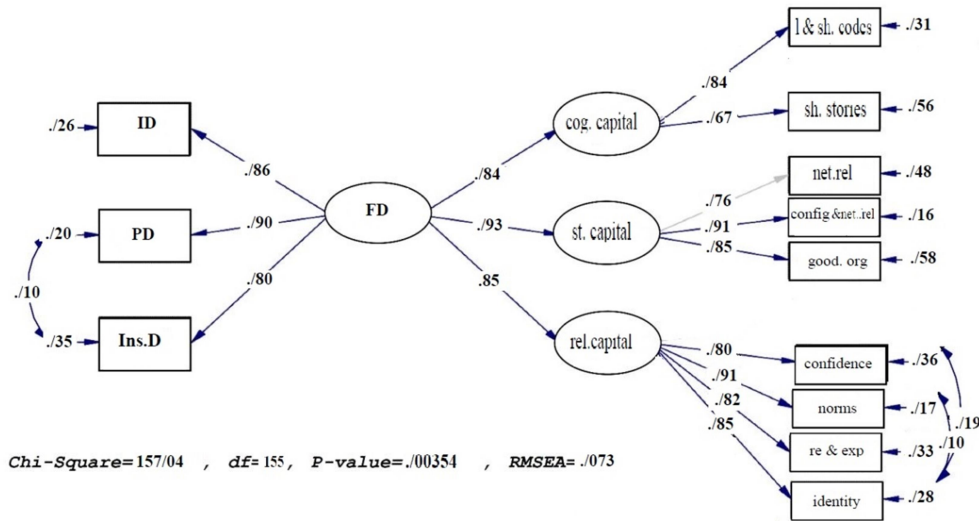 l & sh. codes
./31
./84
./26
ID
cog. capital
./67
sh. stories
./56
./86
./84
net.rel
./48
./76
./20
PD
./90
FD
./93
st. capital
./91
config &net..rel
./16
./85
good. org
./58
./10
./80
.85
./35
Ins.D
rel.capital
./80
confidence
./36
./91
norms
./17
./19
./82
./10
./85
re & exp
./33
identity
./28
Chi-Square= 157/04 , df= 155, P-value=./00354 , RMSEA= ./073